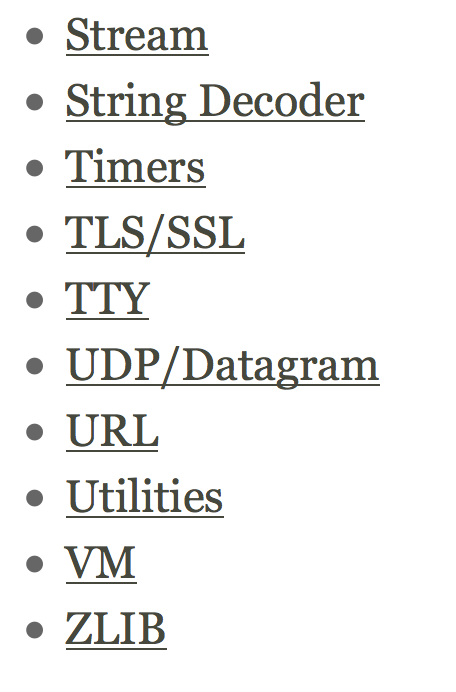 Stream
String Decoder
Timers
TLS/SSL
TTY
UDP/Datagram
URL
Utilities
VM
ZLIB